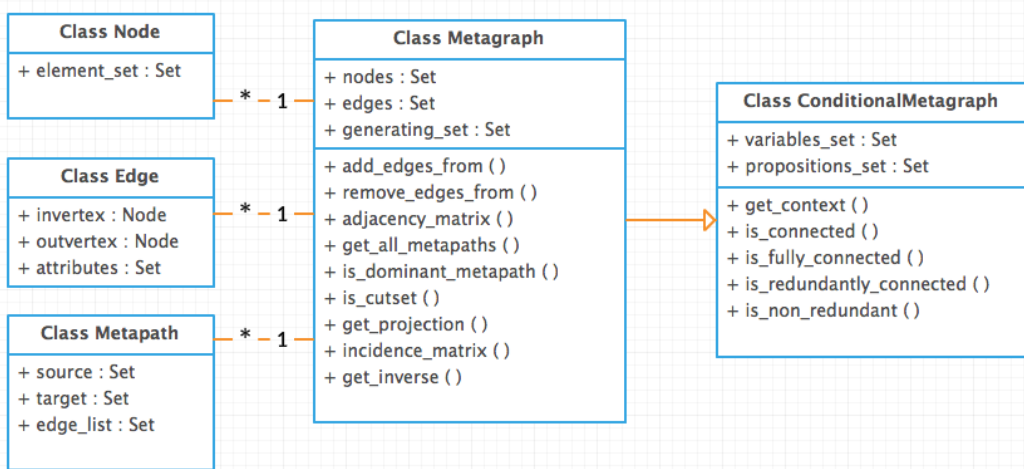 Class Node
+ element_set : Set
* 1
Class Edge
+ invertex : Node
+ outvertex : Node
+ attributes : Set
* 1
Class Metapath
+ source : Set
+ target : Set
+ edge_list : Set
* 1
Class Metagraph
+ nodes : Set
+ edges : Set
+ generating_set : Set
+ add_edges_from ( )
+ remove_edges_from ( )
+ adjacency_matrix ( )
+ get_all_metapaths ( )
+ is_dominant_metapath ( )
+ is_cutset ( )
+ get_projection ( )
+ incidence_matrix ( )
+ get_inverse ( )
Class ConditionalMetagraph
+ variables_set : Set
+ propositions_set : Set
+ get_context ( )
+ is_connected ( )
+ is_fully_connected ( )
+ is_redundantly_connected ( )
+ is_non_redundant ( )